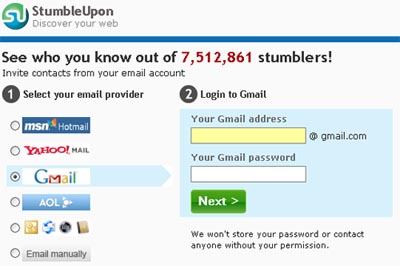 StumbleUpon
Discover your web
See who you know out of 7,512,861 stumblers!
Invite contacts from your email account
1 Select your email provider
msn Hotmail
YAHOO! MAIL
GMail
AOL
Email manually
2 Login to Gmail
Your Gmail address
@ gmail.com
Your Gmail password
Next >
We won't store your password or contact
anyone without your permission.